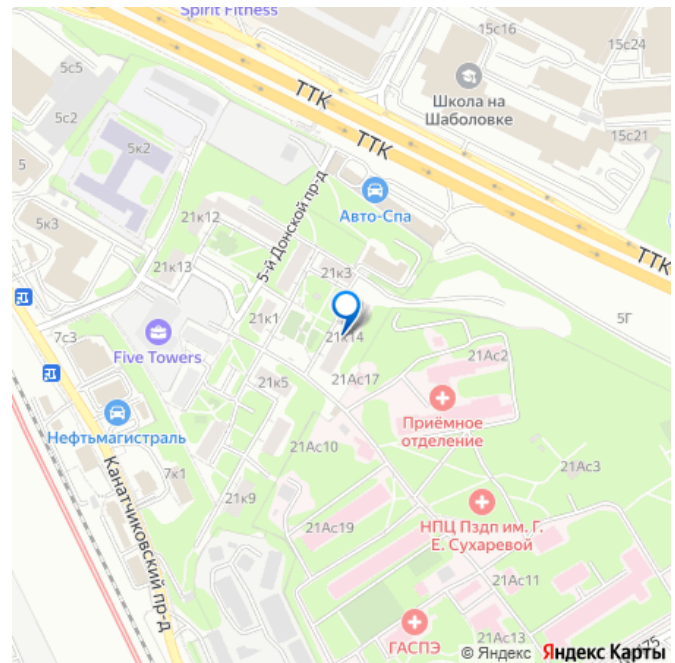 Spirit Fitness
15с16
15с24
5с5
ТТК
Школа на
Шаболовке
5с2
15с21
ТТК
5к2
5
Авто-Спа
5к3
21к12
5-й Донской пр-д
ТТК
21к13
21к3
5Г
7с3
21к1
21к14
Five Towers
21Ас2
21к5
21Ас17
Приёмное
отделение
Нефтьмагистраль
21Ас10
21Ас3
7к1
21к9
Канатчиковский пр-д
НПЦ Пздп им. Г.
Е. Сухаревой
21Ас19
21Ас11
ГАСПЭ
21Ас13
с75
© Яндекс Яндекс Карты